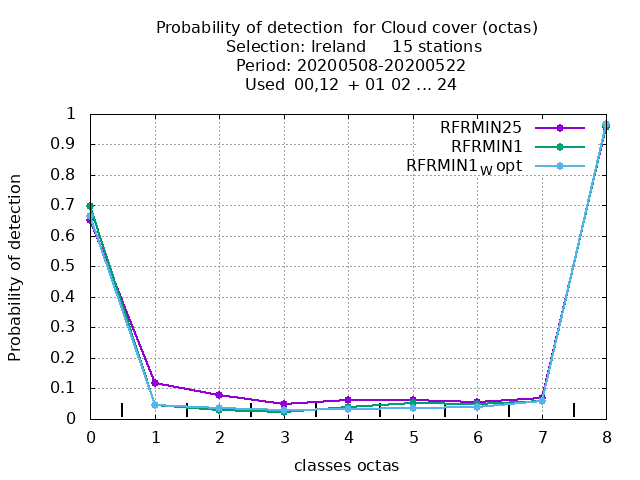 Probability of detection  for Cloud cover (octas)
Selection: Ireland     15 stations
Period: 20200508-20200522
Used  00,12  + 01 02 ... 24
RFRMIN25
RFRMIN1
RFRMIN1W opt
Probability of detection
1
0.9
0.8
0.7
0.6
0.5
0.4
0.3
0.2
0.1
0
0 1 2 3 4 5 6 7 8
classes octas